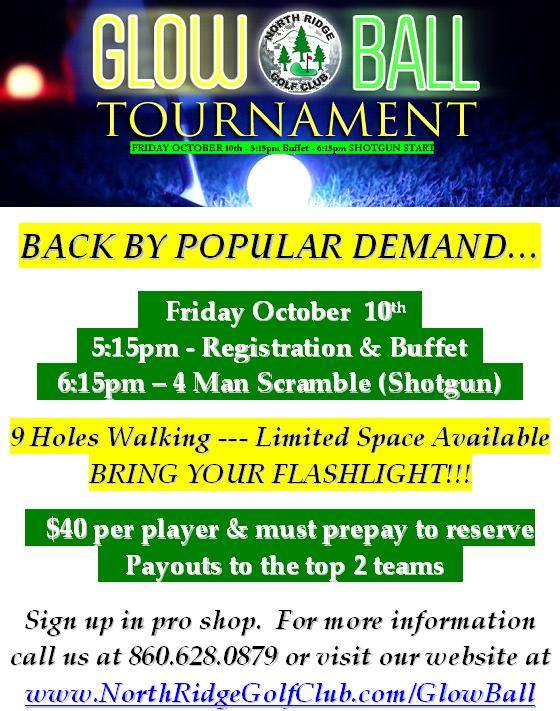 GLOW BALL
NORTH RIDGE
GOLF CLUB
TOURNAMENT
FRIDAY OCTOBER 10th - 5:15pm Buffet - 6:15pm SHOTGUN START
BACK BY POPULAR DEMAND...
Friday October 10th
5:15pm - Registration & Buffet
6:15pm – 4 Man Scramble (Shotgun)
9 Holes Walking --- Limited Space Available
BRING YOUR FLASHLIGHT!!!
$40 per player & must prepay to reserve
Payouts to the top 2 teams
Sign up in pro shop. For more information
call us at 860.628.0879 or visit our website at
www.NorthRidgeGolfClub.com/GlowBall